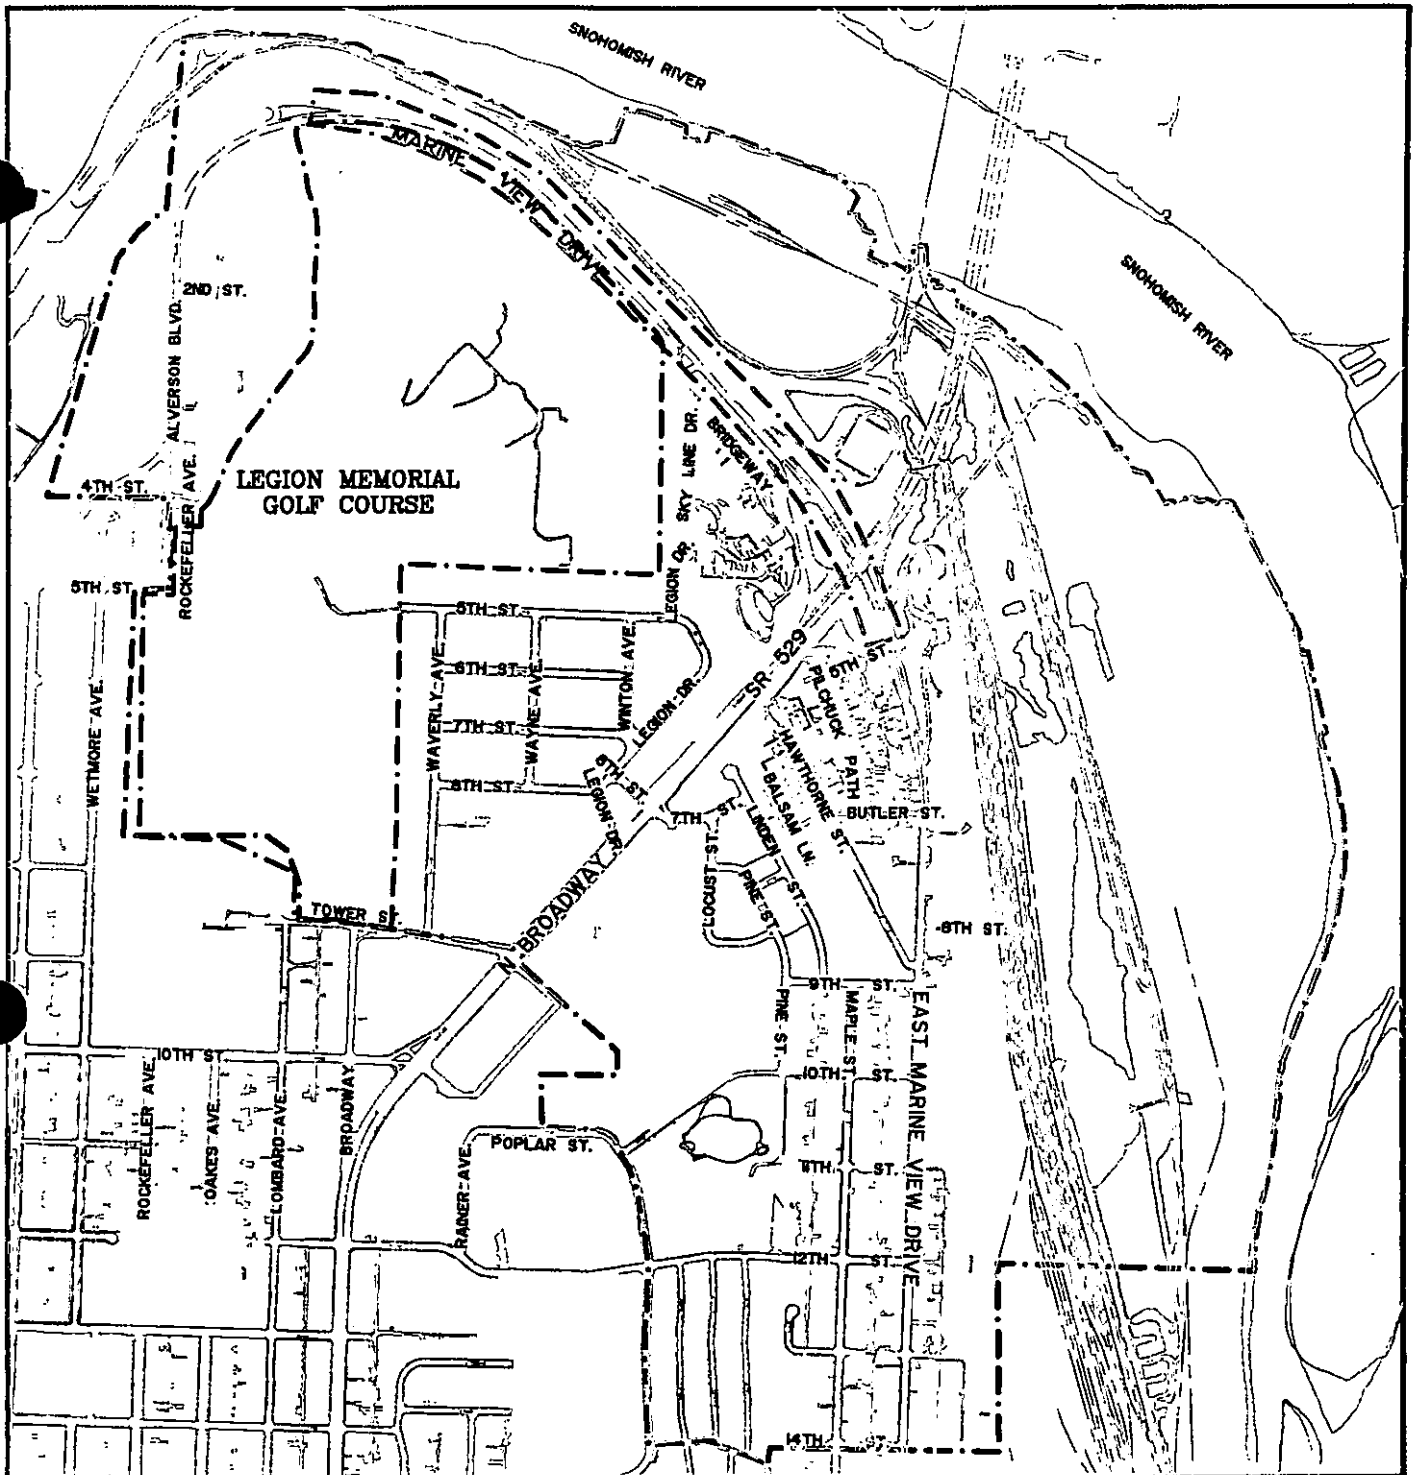 SNOHOMISH RIVER
MARINE VIEW DRIVE
SNOHOMISH RIVER
2ND ST.
ALVERSON BLVD.
SKY LINE DR.
BRIDGEWAY
LEGION MEMORIAL
GOLF COURSE
4TH ST.
ROCKEFELLER AVE.
5TH ST.
LEGION DR.
5TH ST.
SR 529
5TH ST.
6TH ST.
WINTON AVE.
WAVERLY AVE.
WAYNE AVE.
LEGION DR.
PILCHUCK PATH
WETMORE AVE.
7TH ST.
8TH ST.
HAWTHORNE ST.
BALSAM LN.
8TH ST.
LEGION DR.
7TH ST.
LINDEN ST.
BUTLER ST.
LOCUST ST.
PINE ST.
TOWER ST.
N. BROADWAY
8TH ST.
9TH ST.
PINE ST.
MAPLE ST.
EAST MARINE VIEW DRIVE
10TH ST.
10TH ST.
ROCKEFELLER AVE.
OAKES AVE.
LOMBARD AVE.
BROADWAY
POPLAR ST.
RAINIER AVE.
11TH ST.
12TH ST.
14TH ST.